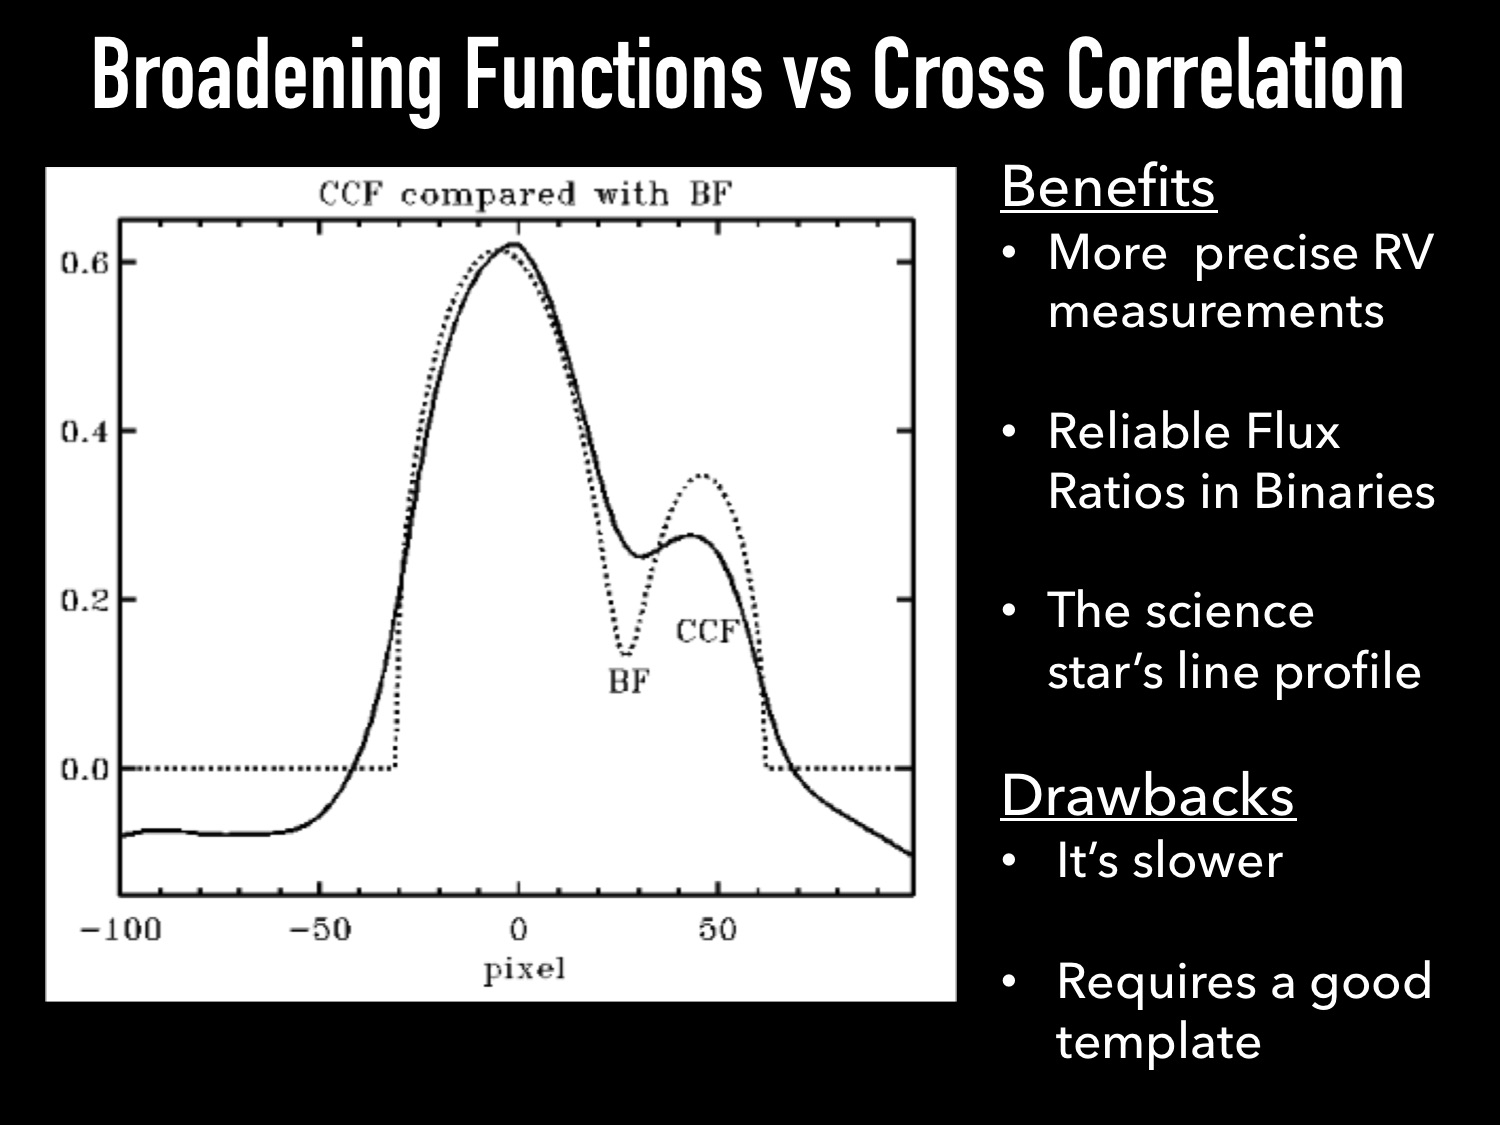 Broadening Functions vs Cross Correlation
CCF compared with BF
0.6
0.4
0.2
0.0
CCF
BF
-100
-50
0
50
pixel
Benefits
• More  precise RV
measurements
• Reliable Flux
Ratios in Binaries
• The science
star’s line profile
Drawbacks
• It’s slower
• Requires a good
template